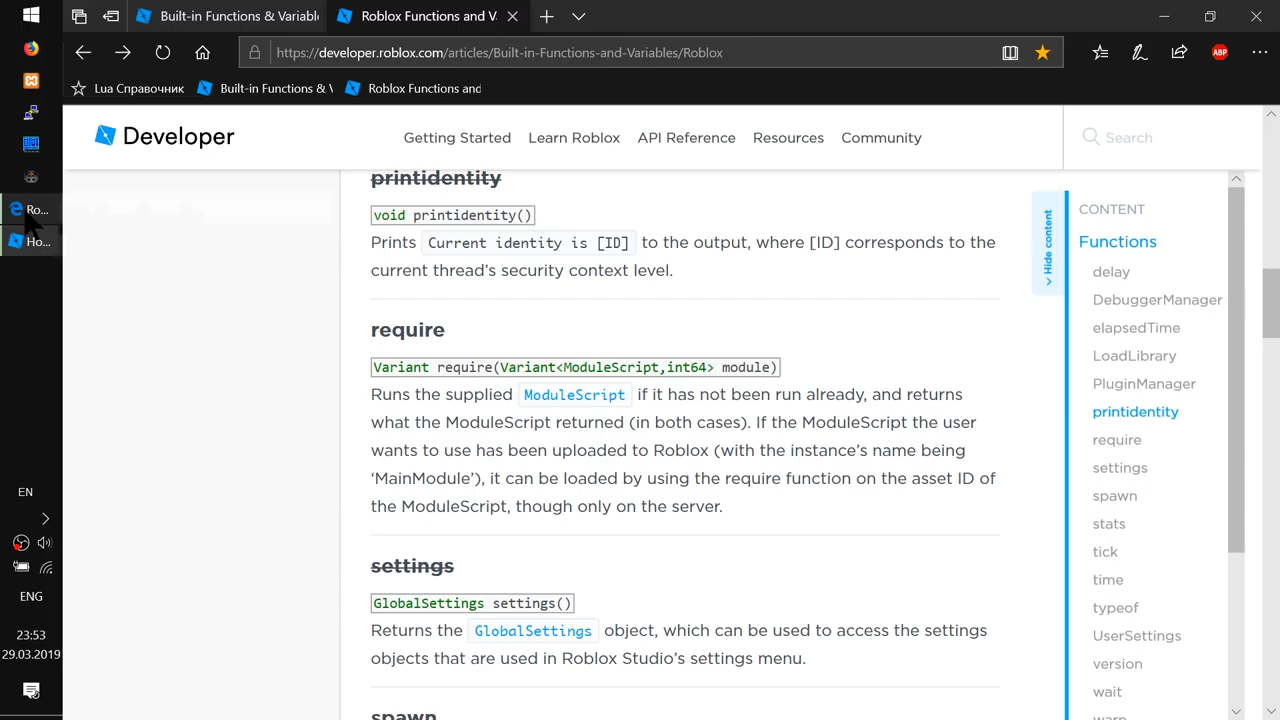 Built-in Functions & Variabl
Roblox Functions and V
https://developer.roblox.com/articles/Built-in-Functions-and-Variables/Roblox
ABP
Lua Справочник
Built-in Functions & V
Roblox Functions and
Developer
Getting Started
Learn Roblox
API Reference
Resources
Community
Search
printidentity
void printidentity()
Prints Current identity is [ID] to the output, where [ID] corresponds to the
current thread's security context level.
require
Variant require(Variant<ModuleScript,int64> module)
Runs the supplied ModuleScript if it has not been run already, and returns
what the ModuleScript returned (in both cases). If the ModuleScript the user
wants to use has been uploaded to Roblox (with the instance's name being
‘MainModule’), it can be loaded by using the require function on the asset ID of
the ModuleScript, though only on the server.
settings
GlobalSettings settings()
Returns the GlobalSettings object, which can be used to access the settings
objects that are used in Roblox Studio's settings menu.
spawn
Hide content
CONTENT
Functions
delay
DebuggerManager
elapsedTime
LoadLibrary
PluginManager
printidentity
require
settings
spawn
stats
tick
time
typeof
UserSettings
version
wait
warn
Ro...
Ho...
EN
ENG
23:53
29.03.2019